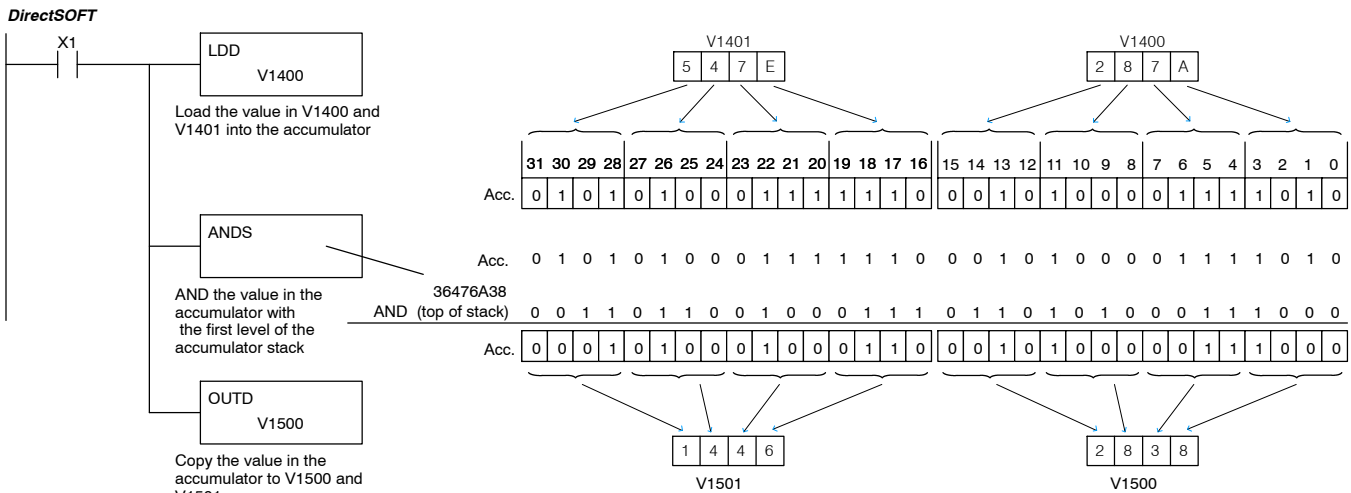 DirectSOFT
X1
LDD
V1400
Load the value in V1400 and
V1401 into the accumulator
ANDS
AND the value in the
accumulator with
the first level of the
accumulator stack
OUTD
V1500
Copy the value in the
accumulator to V1500 and
V1401 V1400
5 4 7 E 2 8 7 A
31 30 29 28 27 26 25 24 23 22 21 20 19 18 17 16 15 14 13 12 11 10 9 8 7 6 5 4 3 2 1 0
Acc. 0 1 0 1 0 1 0 0 0 1 1 1 1 1 1 0 0 0 1 0 1 0 0 0 0 1 1 1 1 0 1 0
Acc. 0 1 0 1 0 1 0 0 0 1 1 1 1 1 1 0 0 0 1 0 1 0 0 0 0 1 1 1 1 0 1 0
36476A38
AND (top of stack) 0 0 1 1 0 1 1 0 0 1 0 0 0 1 1 1 0 1 1 0 1 0 1 0 0 0 1 1 1 0 0 0
Acc. 0 0 0 1 0 1 0 0 0 1 0 0 0 1 1 0 0 0 1 0 1 0 0 0 0 0 1 1 1 0 0 0
1 4 4 6 2 8 3 8
V1501 V1500